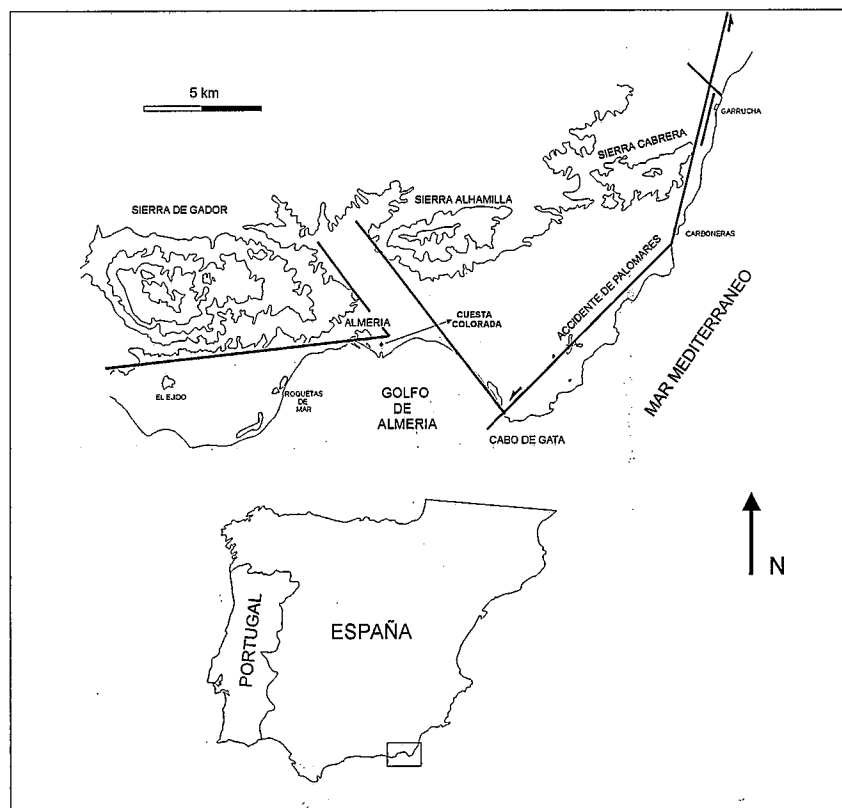 5 km
GARRUCHA
SIERRA CABRERA
SIERRA DE GADOR
SIERRA ALHAMILLA
CARBONERAS
ACCIDENTE DE PALOMARES
ALMERIA
CUESTA
COLORADA
MAR MEDITERRANEO
EL EJIDO
ROQUETAS
DE
MAR
GOLFO
DE
ALMERIA
CABO DE GATA
N
PORTUGAL
ESPAÑA